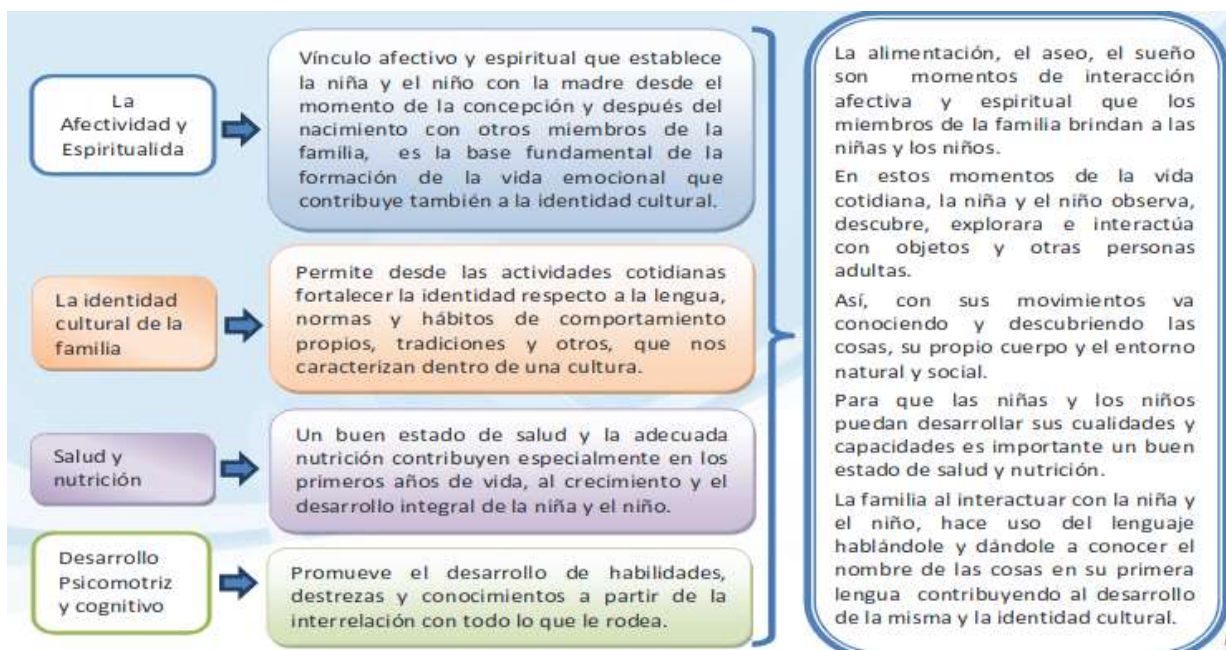 La
Afectividad y
Espiritualida
Vínculo afectivo y espiritual que establece
la niña y el niño con la madre desde el
momento de la concepción y después del
nacimiento con otros miembros de la
familia, es la base fundamental de la
formación de la vida emocional que
contribuye también a la identidad cultural.
La identidad
cultural de la
familia
Permite desde las actividades cotidianas
fortalecer la identidad respecto a la lengua,
normas y hábitos de comportamiento
propios, tradiciones y otros, que nos
caracterizan dentro de una cultura.
Salud y
nutrición
Un buen estado de salud y la adecuada
nutrición contribuyen especialmente en los
primeros años de vida, al crecimiento y el
desarrollo integral de la niña y el niño.
Desarrollo
Psicomotriz
y cognitivo
Promueve el desarrollo de habilidades,
destrezas y conocimientos a partir de la
interrelación con todo lo que le rodea.
La alimentación, el aseo, el sueño
son momentos de interacción
afectiva y espiritual que los
miembros de la familia brindan a las
niñas y los niños.
En estos momentos de la vida
cotidiana, la niña y el niño observa,
descubre, explorara e interactúa
con objetos y otras personas
adultas.
Así, con sus movimientos va
conociendo y descubriendo las
cosas, su propio cuerpo y el entorno
natural y social.
Para que las niñas y los niños
puedan desarrollar sus cualidades y
capacidades es importante un buen
estado de salud y nutrición.
La familia al interactuar con la niña y
el niño, hace uso del lenguaje
hablándole y dándole a conocer el
nombre de las cosas en su primera
lengua contribuyendo al desarrollo
de la misma y la identidad cultural.